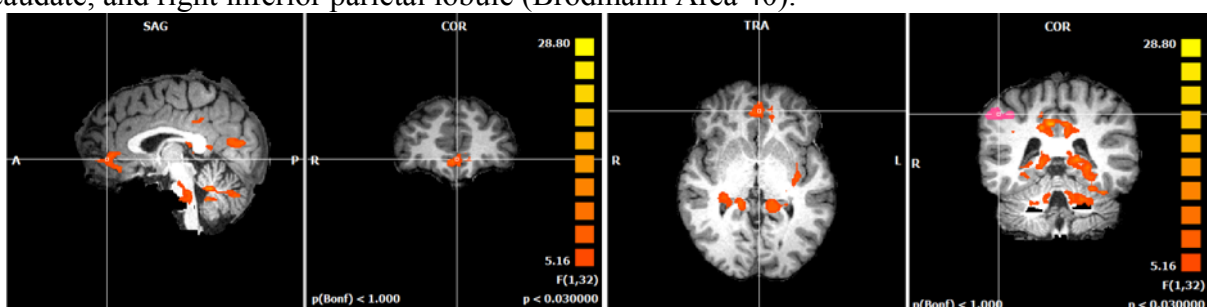 caudate, and right inferior parietal lobule (Brodmann Area 40).
SAG COR TRA COR
28.80 28.80
A P R R L R
5.16 5.16
F(1,32) F(1,32)
p(Bonf) < 1.000 p < 0.030000 p(Bonf) < 1.000 p < 0.030000